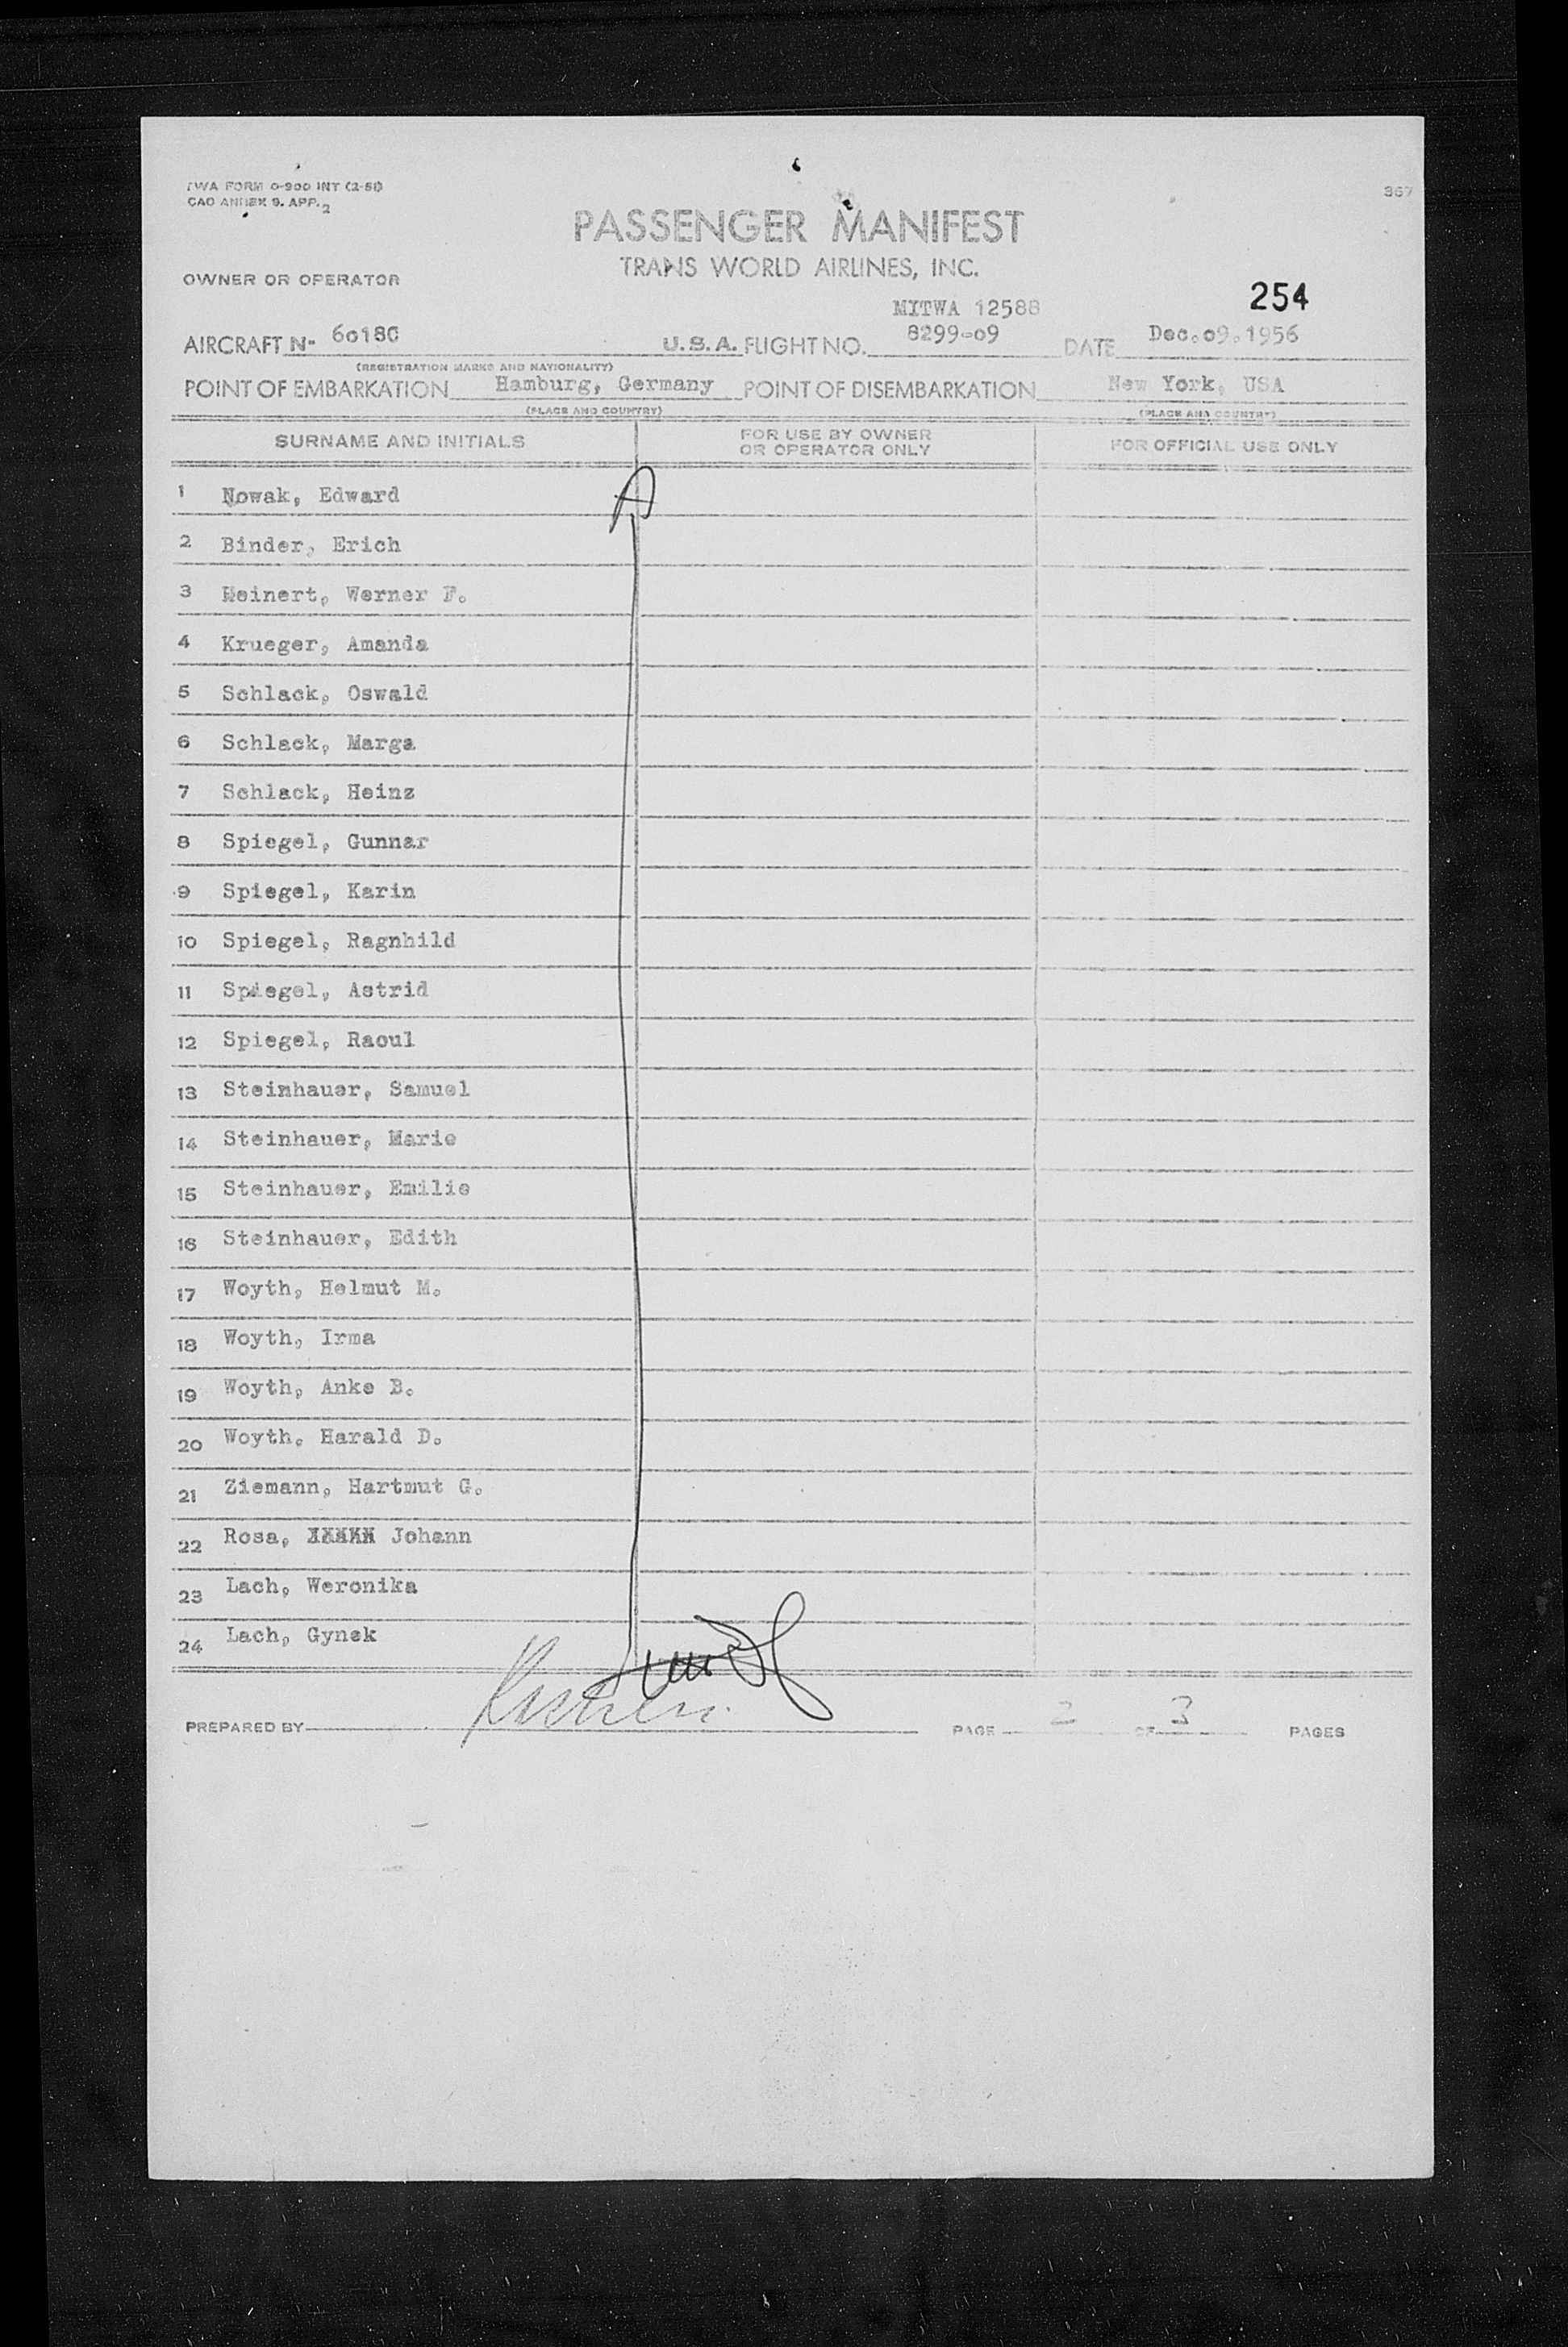 TWA FORM 0-900 INT (2-51)
CAO ANNEX 9. APP. 2
367
PASSENGER MANIFEST
TRANS WORLD AIRLINES, INC.
OWNER OR OPERATOR
254
MITWA 12588
AIRCRAFT Nº 6018C U.S.A. FLIGHT NO. 8299-09 DATE Dec.09.1956
(REGISTRATION MARKS AND NATIONALITY)
POINT OF EMBARKATION Hamburg, Germany POINT OF DISEMBARKATION New York, USA
(PLACE AND COUNTRY) (PLACE AND COUNTRY)
SURNAME AND INITIALS FOR USE BY OWNER OR OPERATOR ONLY FOR OFFICIAL USE ONLY
1 Nowak, Edward
2 Binder, Erich
3 Meinert, Werner F.
4 Krueger, Amanda
5 Schlack, Oswald
6 Schlack, Marga
7 Schlack, Heinz
8 Spiegel, Gunnar
9 Spiegel, Karin
10 Spiegel, Ragnhild
11 Spiegel, Astrid
12 Spiegel, Raoul
13 Steinhauer, Samuel
14 Steinhauer, Marie
15 Steinhauer, Emilie
16 Steinhauer, Edith
17 Woyth, Helmut M.
18 Woyth, Irma
19 Woyth, Anke B.
20 Woyth, Harald D.
21 Ziemann, Hartmut G.
22 Rosa, Johann
23 Lach, Weronika
24 Lach, Gynek
PREPARED BY PAGE 2 OF 3 PAGES